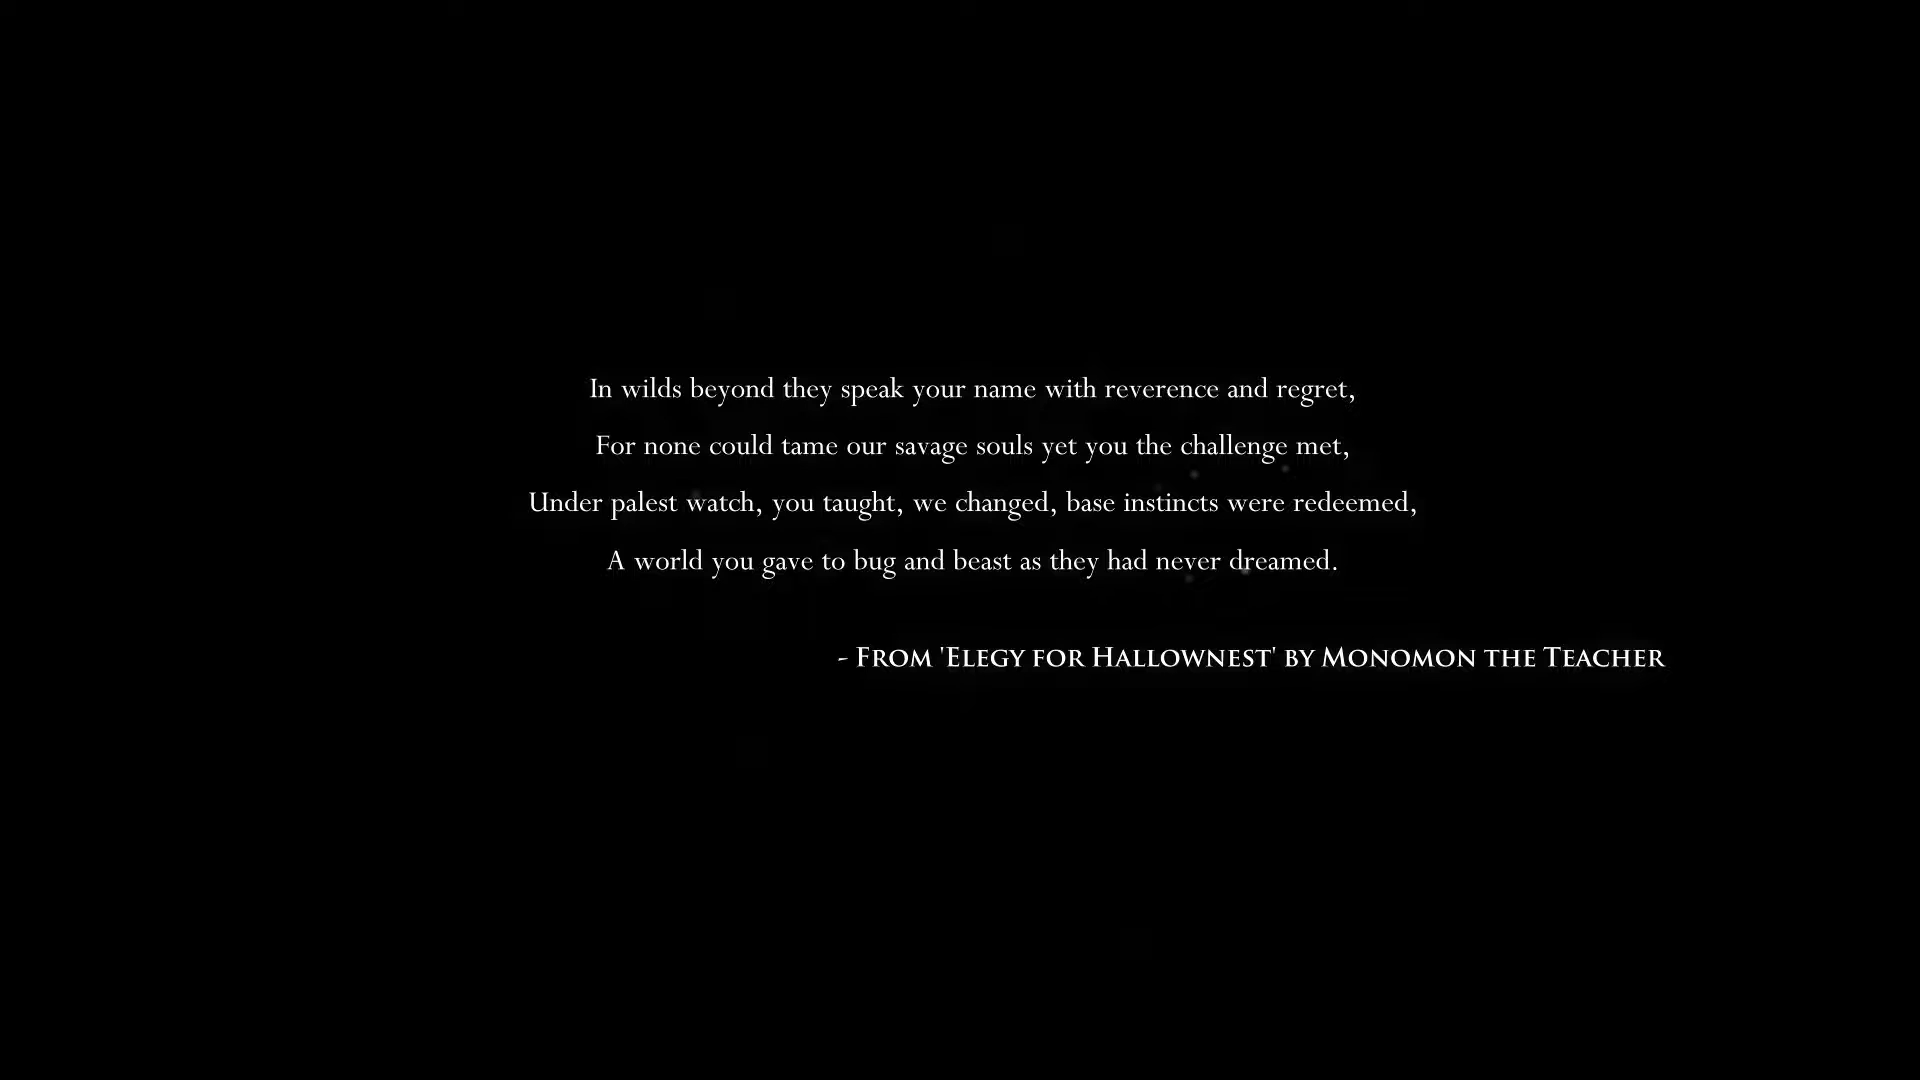 In wilds beyond they speak your name with reverence and regret,
For none could tame our savage souls yet you the challenge met,
Under palest watch, you taught, we changed, base instincts were redeemed,
A world you gave to bug and beast as they had never dreamed.
- From 'Elegy for Hallownest' by Monomon the Teacher